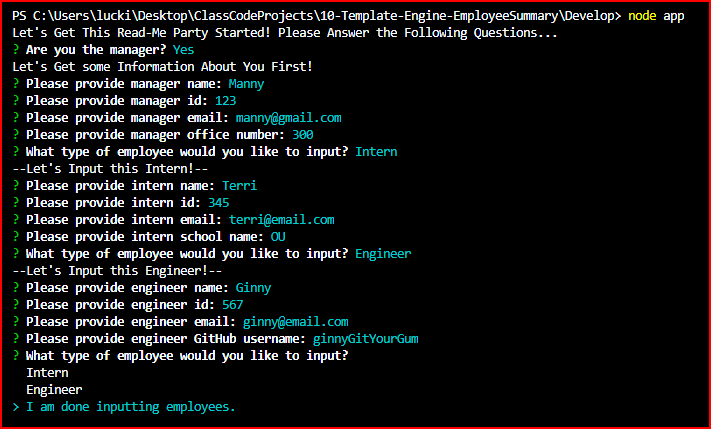 PS C:\Users\lucki\Desktop\ClassCodeProjects\10-Template-Engine-EmployeeSummary\Develop> node app
Let's Get This Read-Me Party Started! Please Answer the Following Questions...
? Are you the manager? Yes
Let's Get some Information About You First!
? Please provide manager name: Manny
? Please provide manager id: 123
? Please provide manager email: manny@gmail.com
? Please provide manager office number: 300
? What type of employee would you like to input? Intern
--Let's Input this Intern!--
? Please provide intern name: Terri
? Please provide intern id: 345
? Please provide intern email: terri@email.com
? Please provide intern school name: OU
? What type of employee would you like to input? Engineer
--Let's Input this Engineer!--
? Please provide engineer name: Ginny
? Please provide engineer id: 567
? Please provide engineer email: ginny@email.com
? Please provide engineer GitHub username: ginnyGitYourGum
? What type of employee would you like to input?
Intern
Engineer
> I am done inputting employees.